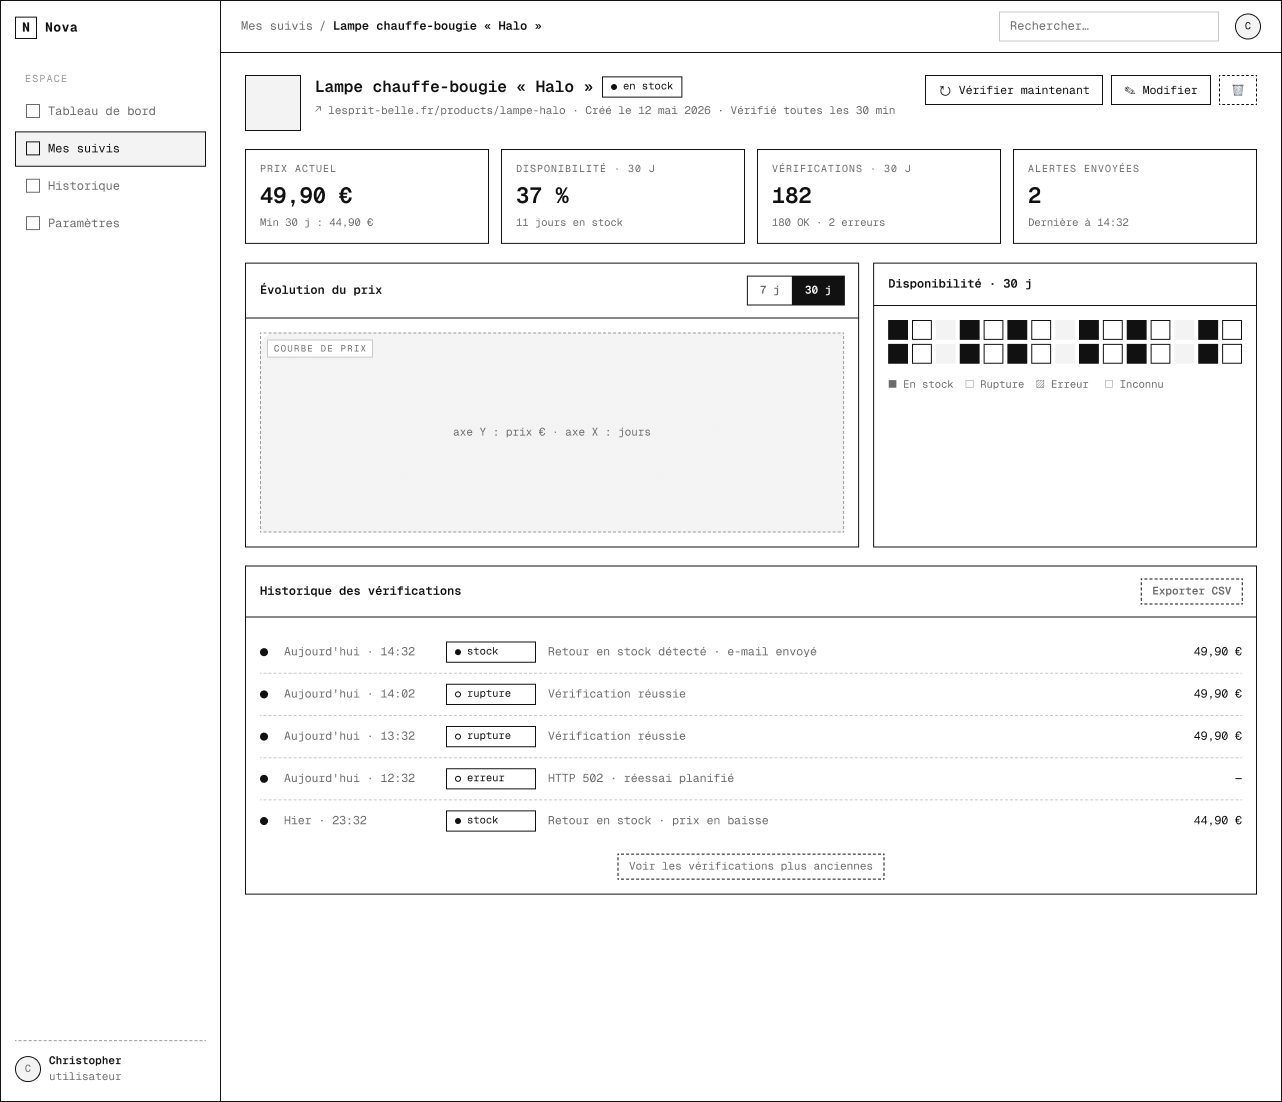 N Nova
Mes suivis / Lampe chauffe-bougie « Halo »
Rechercher…
C
ESPACE
Tableau de bord
Mes suivis
Historique
Paramètres
Lampe chauffe-bougie « Halo »
● en stock
↗ lesprit-belle.fr/products/lampe-halo · Créé le 12 mai 2026 · Vérifié toutes les 30 min
↻ Vérifier maintenant
✎ Modifier
🗑
PRIX ACTUEL
49,90 €
Min 30 j : 44,90 €
DISPONIBILITÉ · 30 J
37 %
11 jours en stock
VÉRIFICATIONS · 30 J
182
180 OK · 2 erreurs
ALERTES ENVOYÉES
2
Dernière à 14:32
Évolution du prix
7 j
30 j
COURBE DE PRIX
axe Y : prix € · axe X : jours
Disponibilité · 30 j
■ En stock □ Rupture ▨ Erreur □ Inconnu
Historique des vérifications
Exporter CSV
● Aujourd'hui · 14:32 ● stock Retour en stock détecté · e-mail envoyé 49,90 €
● Aujourd'hui · 14:02 ○ rupture Vérification réussie 49,90 €
● Aujourd'hui · 13:32 ○ rupture Vérification réussie 49,90 €
● Aujourd'hui · 12:32 ○ erreur HTTP 502 · réessai planifié —
● Hier · 23:32 ● stock Retour en stock · prix en baisse 44,90 €
Voir les vérifications plus anciennes
C
Christopher
utilisateur